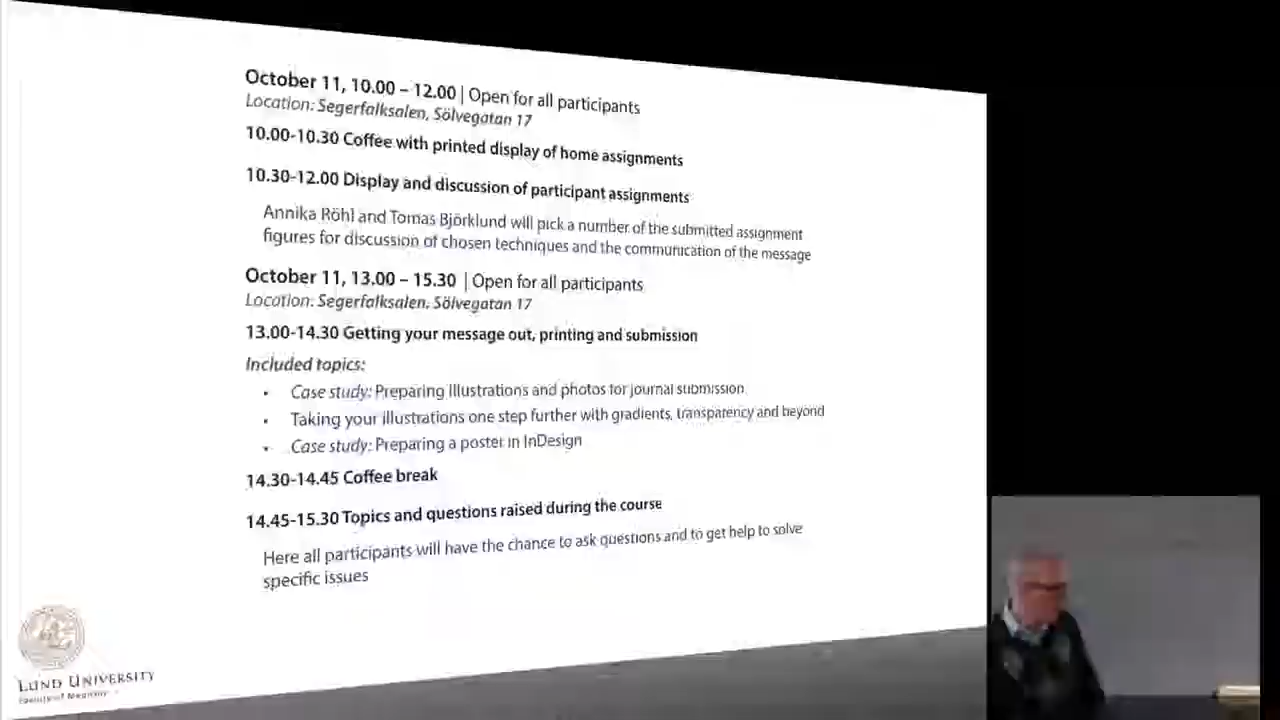 October 11, 10.00 – 12.00 | Open for all participants
Location: Segerfalksalen, Sölvegatan 17
10.00-10.30 Coffee with printed display of home assignments
10.30-12.00 Display and discussion of participant assignments
Annika Röhl and Tomas Björklund will pick a number of the submitted assignment
figures for discussion of chosen techniques and the communication of the message
October 11, 13.00 – 15.30 | Open for all participants
Location: Segerfalksalen, Sölvegatan 17
13.00-14.30 Getting your message out, printing and submission
Included topics:
• Case study: Preparing illustrations and photos for journal submission
• Taking your illustrations one step further with gradients, transparency and beyond
• Case study: Preparing a poster in InDesign
14.30-14.45 Coffee break
14.45-15.30 Topics and questions raised during the course
Here all participants will have the chance to ask questions and to get help to solve
specific issues
LUND UNIVERSITY
Faculty of Medicine